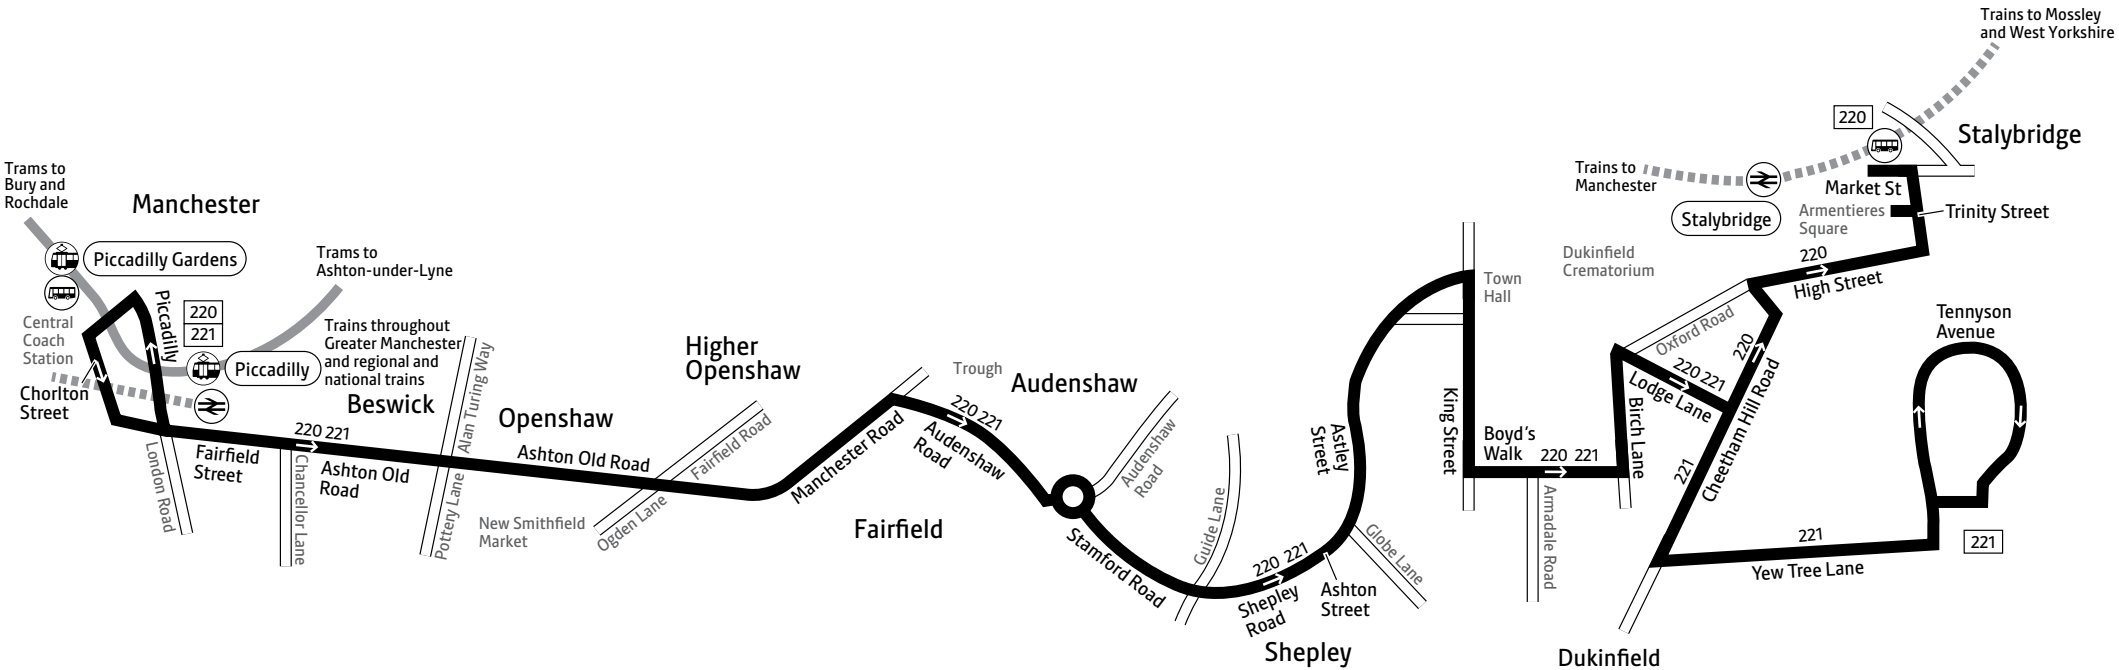 Trams to
Bury and
Rochdale
Manchester
Piccadilly Gardens
Trams to
Ashton-under-Lyne
Central
Coach
Station
Chorlton
Street
Piccadilly
220
221
Piccadilly
Trains throughout
Greater Manchester
and regional and
national trains
Beswick
London Road
Fairfield
Street
220 221
Chancellor Lane
Ashton Old
Road
Pottery Lane
Alan Turing Way
Openshaw
Ashton Old Road
New Smithfield
Market
Ogden Lane
Fairfield Road
Higher
Openshaw
Manchester Road
Fairfield
Trough
Audenshaw
220 221
Audenshaw
Road
Audenshaw
Road
Stamford Road
Guide Lane
220 221
Shepley
Road
Shepley
Ashton
Street
Globe Lane
Astley
Street
Town
Hall
King Street
Boyd's
Walk
220 221
Armadale Road
Birch Lane
Dukinfield
Crematorium
Oxford Road
220 221
Lodge Lane
220
Cheetham Hill Road
221
Dukinfield
221
Yew Tree Lane
221
Tennyson
Avenue
220
High Street
Trinity Street
Armentieres
Square
Market St
Stalybridge
Trains to
Manchester
220
Stalybridge
Trains to Mossley
and West Yorkshire